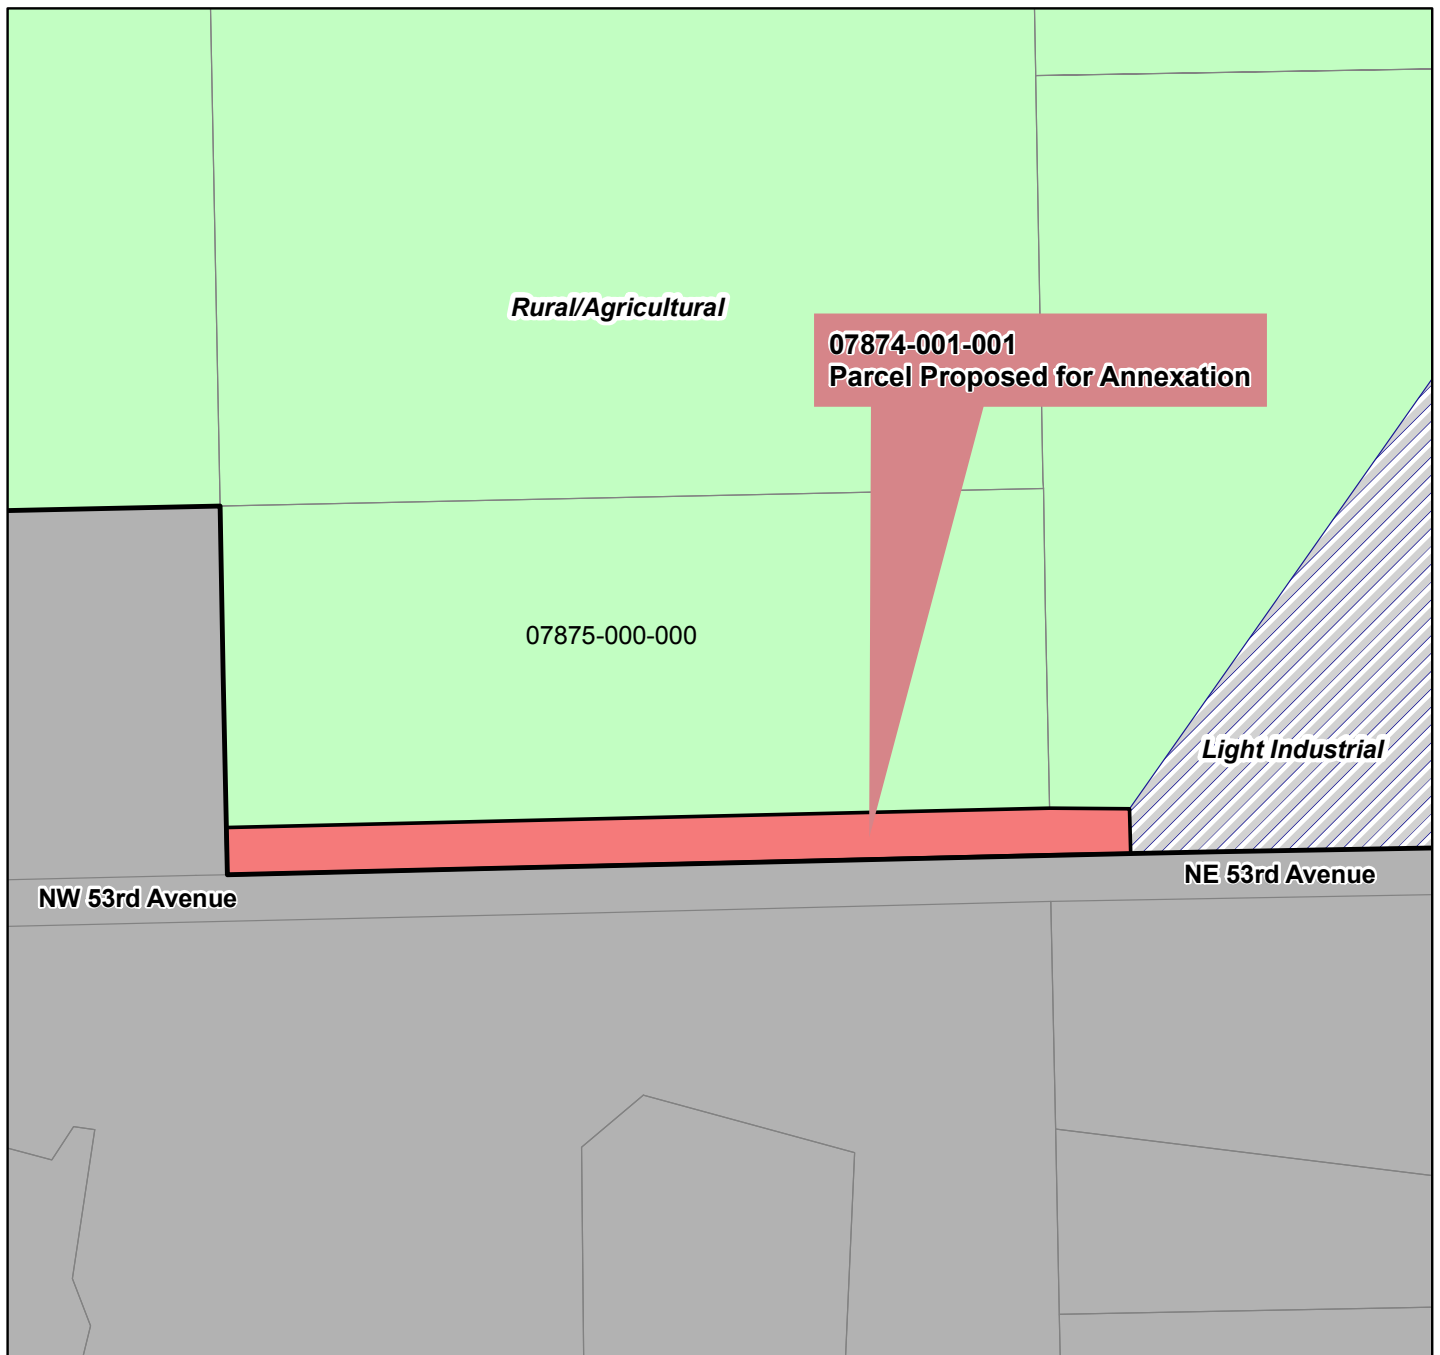 Rural/Agricultural
07874-001-001
Parcel Proposed for Annexation
07875-000-000
Light Industrial
NE 53rd Avenue
NW 53rd Avenue